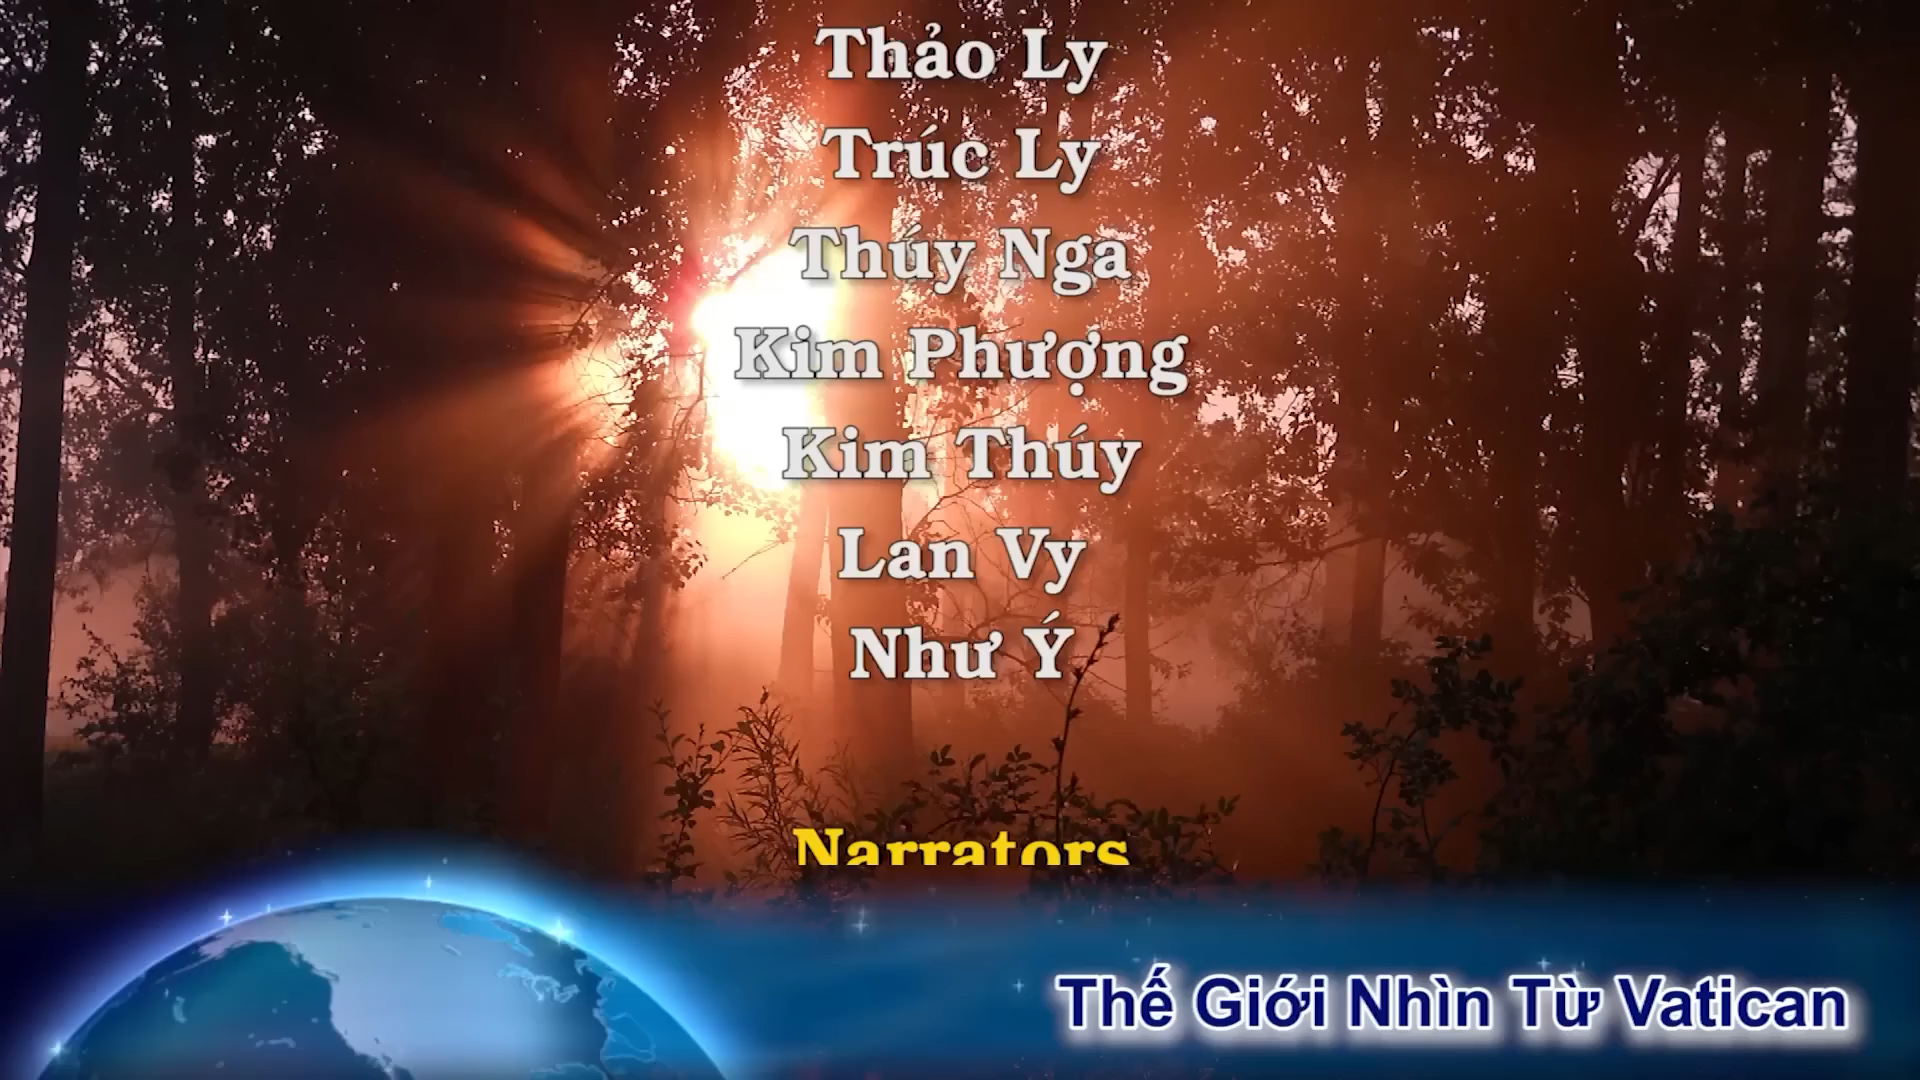 Thảo Ly
Trúc Ly
Thúy Nga
Kim Phượng
Kim Thúy
Lan Vy
Như Ý
Narrators
Thế Giới Nhìn Từ Vatican